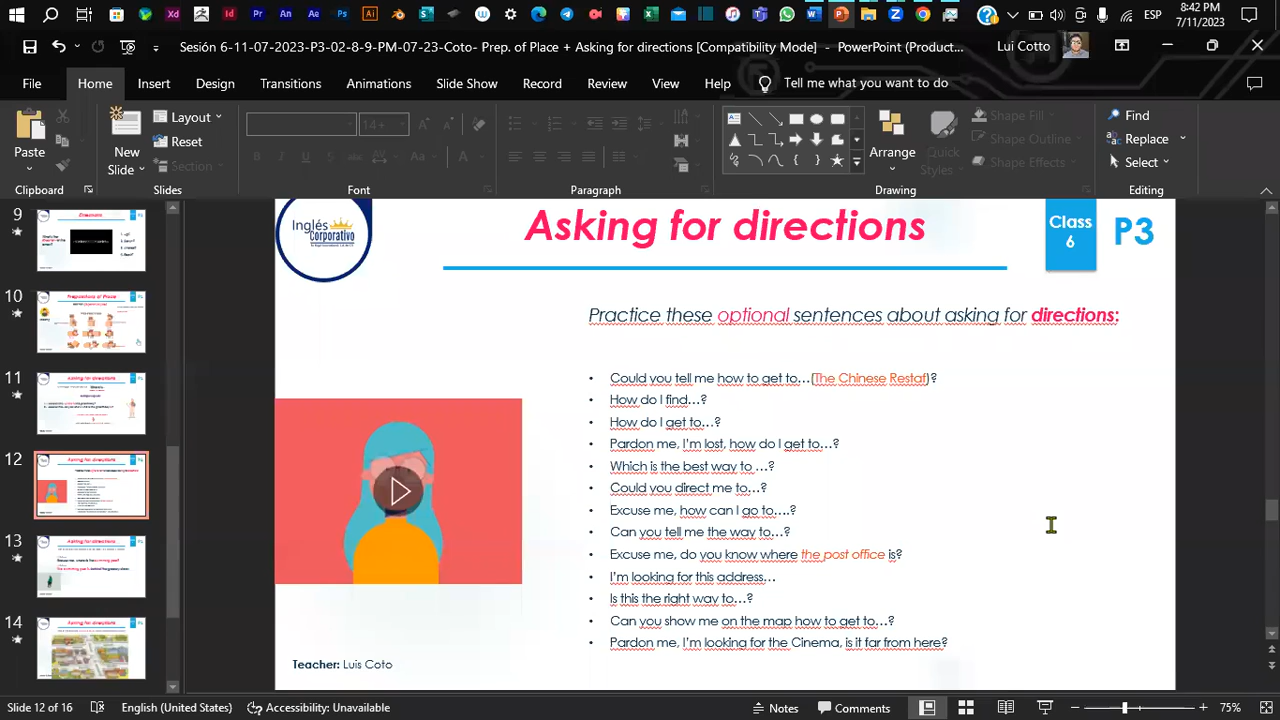 8:42 PM
ESP
7/11/2023
Sesión 6-11-07-2023-P3-02-8-9-PM-07-23-Coto- Prep. of Place + Asking for directions [Compatibility Mode] - PowerPoint (Product...
Lui Cotto
File Home Insert Design Transitions Animations Slide Show Record Review View Help Tell me what you want to do
Paste
New Slide
Layout
Reset
Section
14+
Arrange
Quick Styles
Shape Fill
Shape Outline
Shape Effects
Find
Replace
Select
Clipboard Slides Font Paragraph Drawing Editing
9
10
11
12
13
14
Inglés
Corporativo
Asking for directions
Class 6
P3
Practice these optional sentences about asking for directions:
• Could you tell me how to get to…(The Chinese Restat)?
• How do I find…?
• How do I get to…?
• Pardon me, I'm lost, how do I get to…?
• Which is the best way to …?
• Could you direct me to…?
• Excuse me, how can I go to….?
• Can you tell me the way to…?
• Excuse me, do you know where the post office is?
• I'm looking for this address…
• Is this the right way to…?
• Can you show me on the map how to get to…?
• Pardon me, I'm looking for the Cinema, is it far from here?
Teacher: Luis Coto
Slide 12 of 16
English (United States)
Accessibility: Unavailable
Notes
Comments
75%